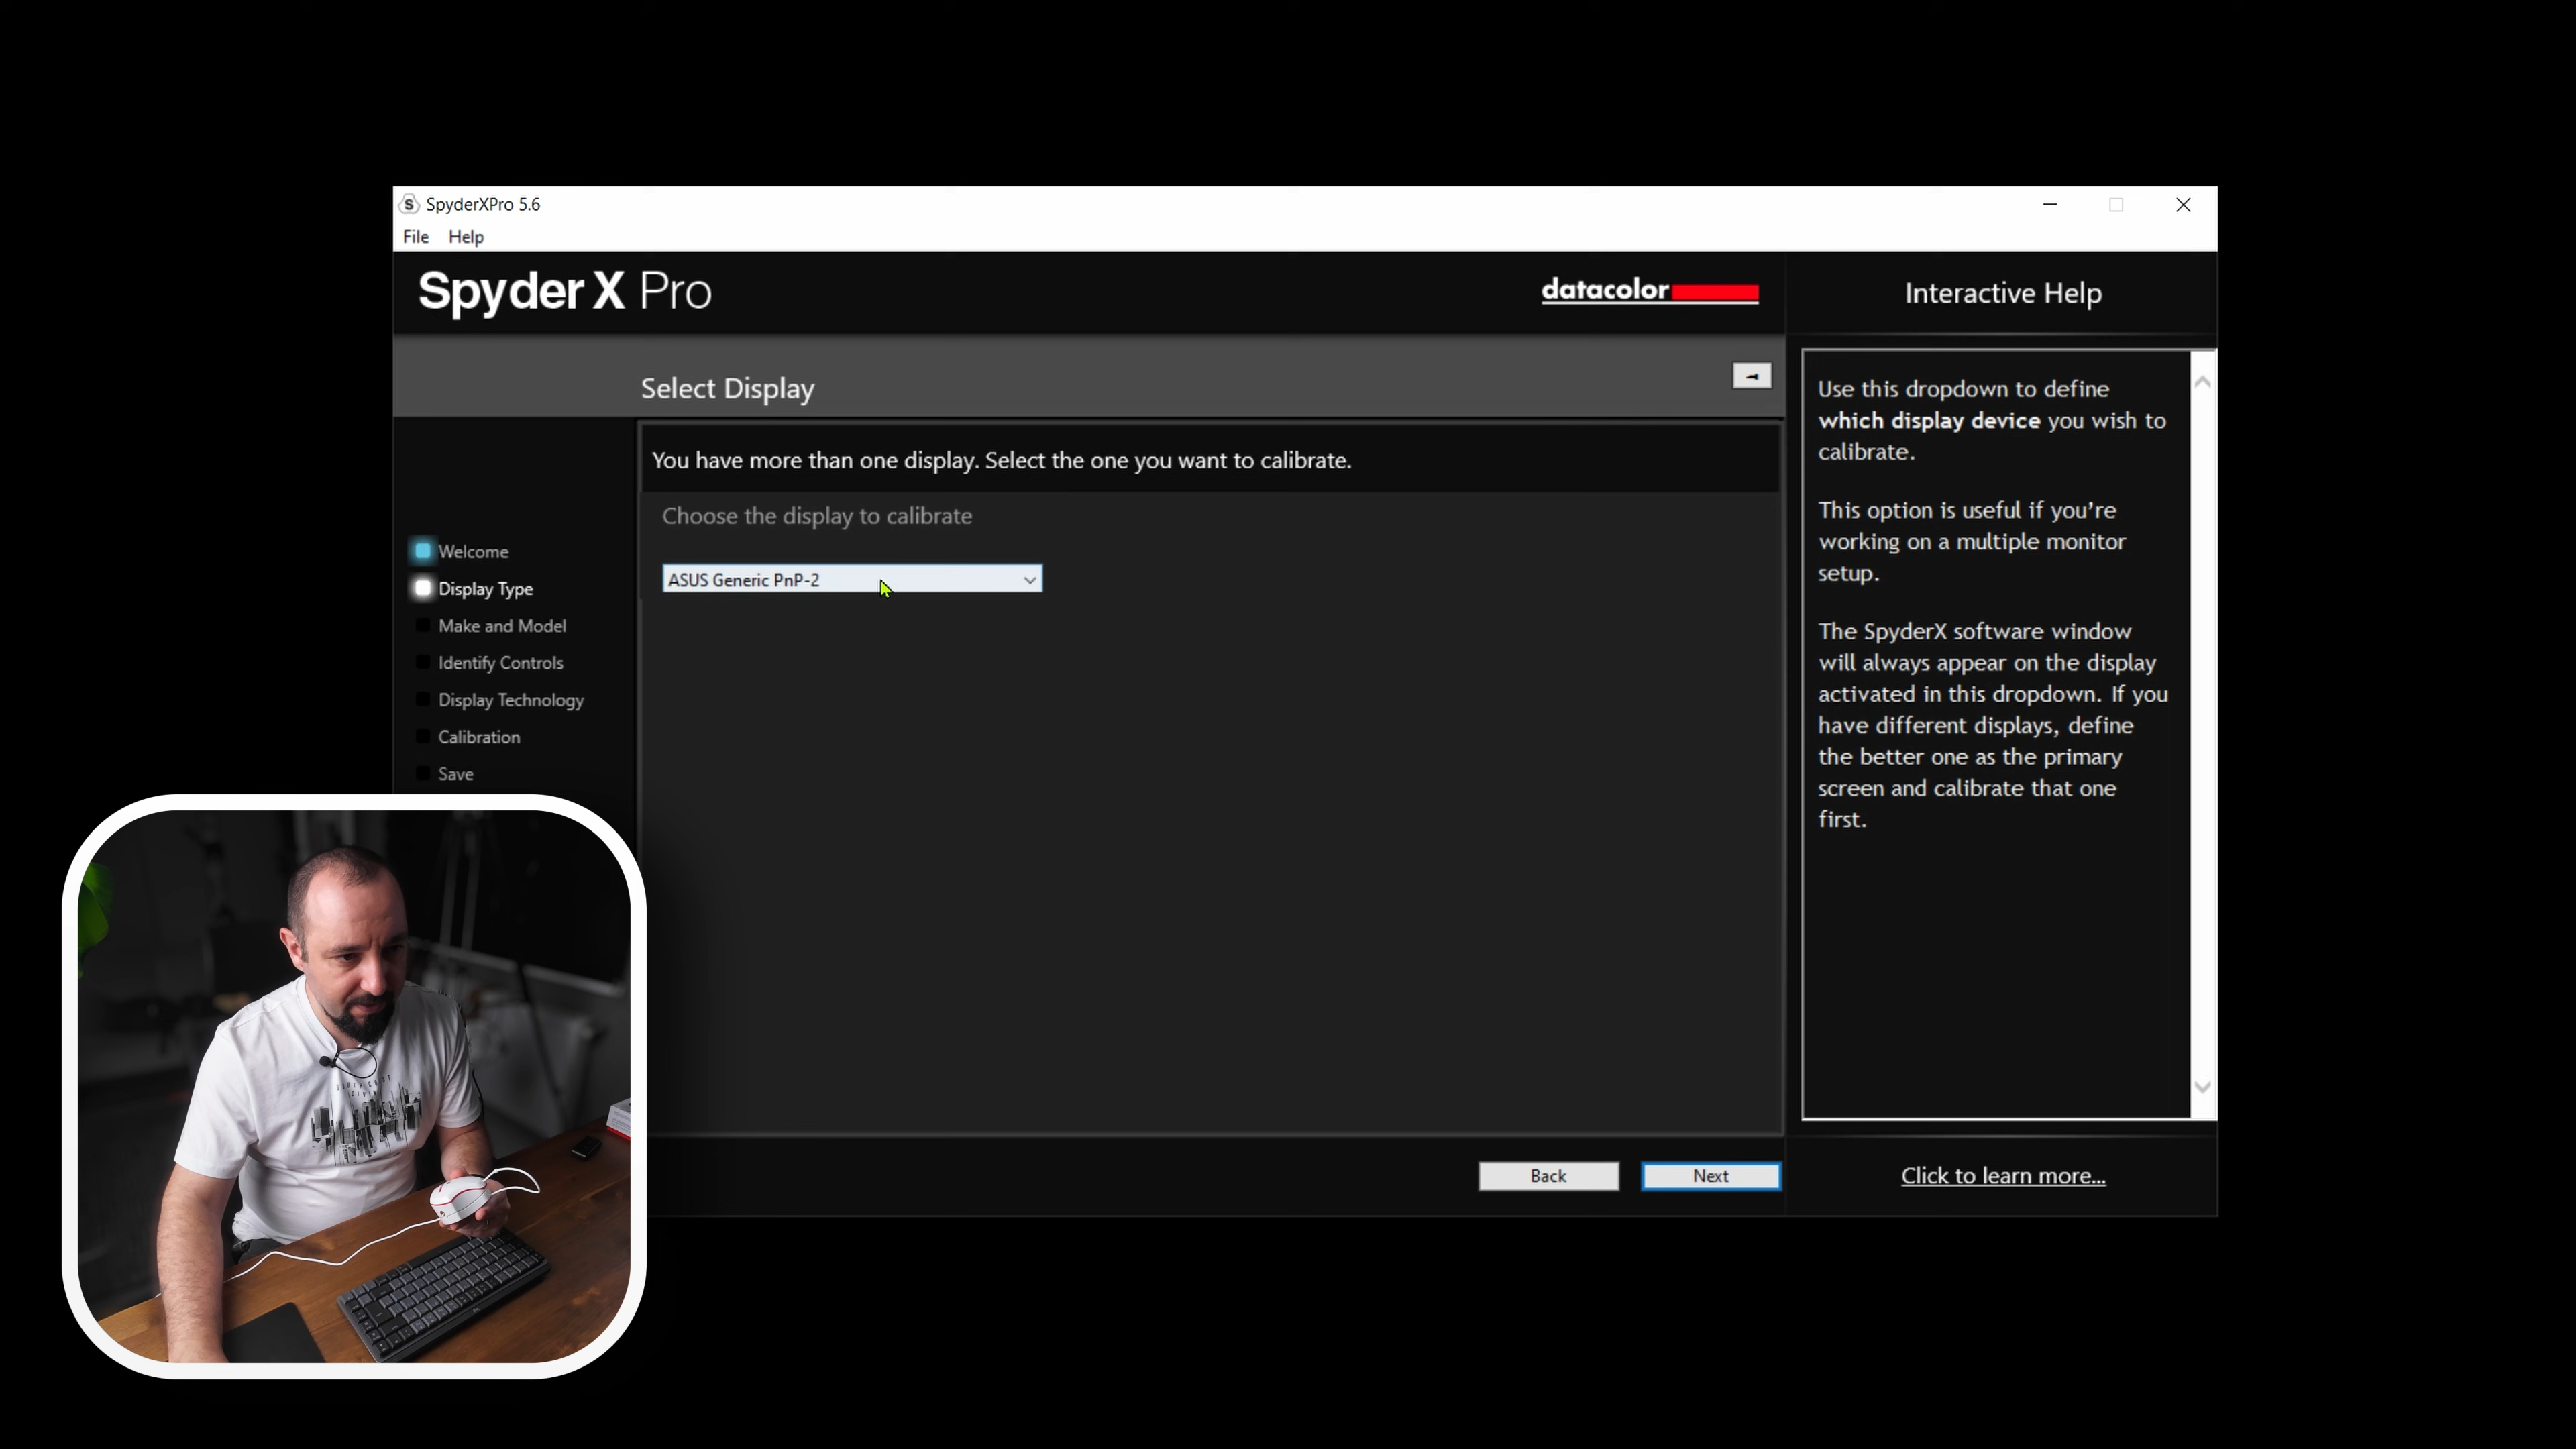 SpyderXPro 5.6
File Help
Spyder X Pro
datacolor
Interactive Help
Select Display
You have more than one display. Select the one you want to calibrate.
Choose the display to calibrate
ASUS Generic PnP-2
Welcome
Display Type
Make and Model
Identify Controls
Display Technology
Calibration
Save
Use this dropdown to define
which display device you wish to
calibrate.
This option is useful if you’re
working on a multiple monitor
setup.
The SpyderX software window
will always appear on the display
activated in this dropdown. If you
have different displays, define
the better one as the primary
screen and calibrate that one
first.
Back
Next
Click to learn more...